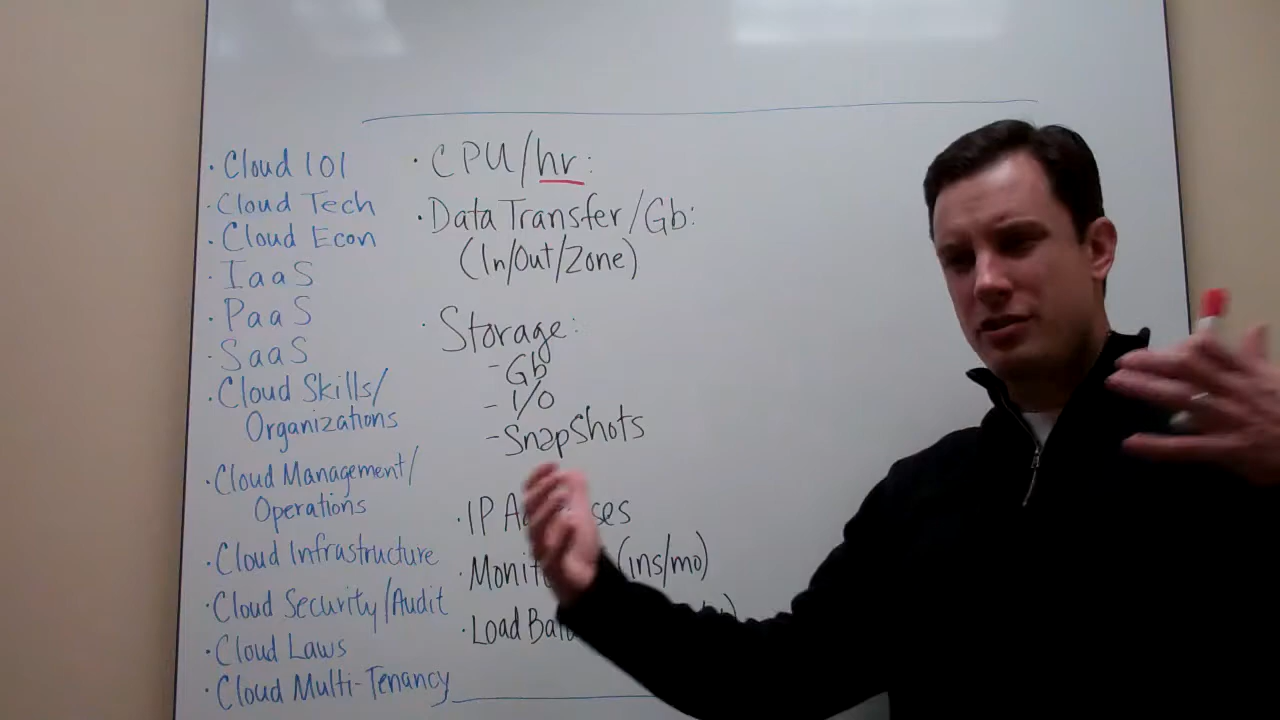 · Cloud 101
· Cloud Tech
· Cloud Econ
· IaaS
· PaaS
· SaaS
· Cloud Skills/
Organizations
· Cloud Management/
Operations
· Cloud Infrastructure
· Cloud Security/Audit
· Cloud Laws
· Cloud Multi-Tenancy
· CPU/hr:
· Data Transfer/Gb:
(In/Out/Zone)
· Storage:
- Gb
- I/O
- Snapshots
· IP
· (ins/mo)
· Load